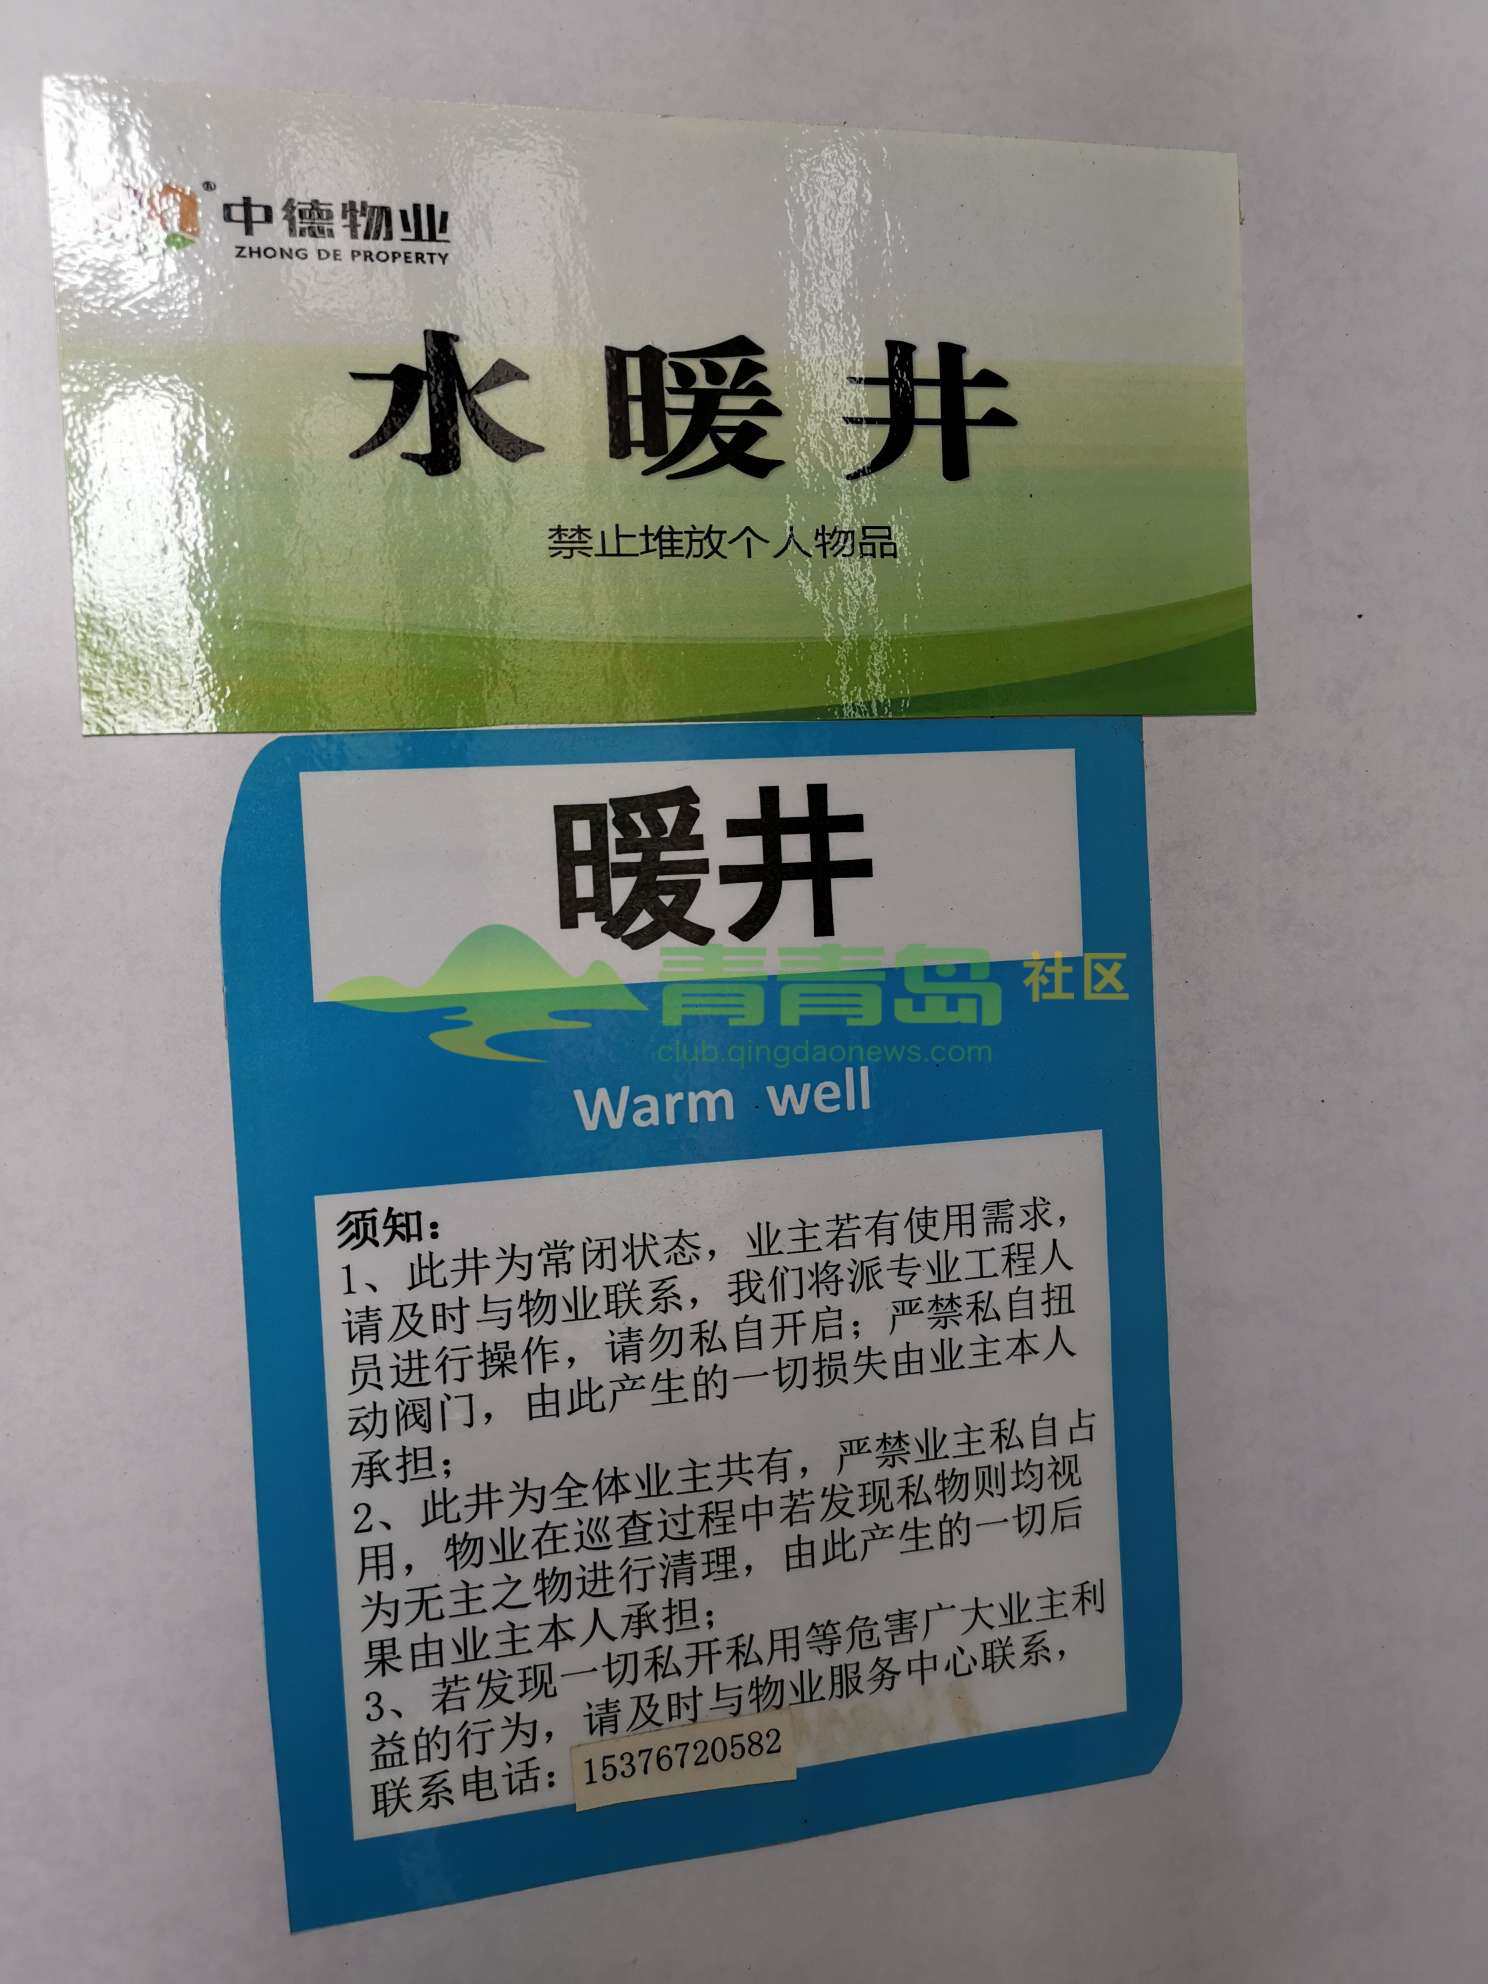 中德物业
ZHONG DE PROPERTY
水暖井
禁止堆放个人物品
暖井
青青岛 社区
club.qingdaonews.com
Warm well
须知：
1、此井为常闭状态，业主若有使用需求，
请及时与物业联系，我们将派专业工程人
员进行操作，请勿私自开启；严禁私自扭
动阀门，由此产生的一切损失由业主本人
承担；
2、此井为全体业主共有，严禁业主私自占
用，物业在巡查过程中若发现私物则均视
为无主之物进行清理，由此产生的一切后
果由业主本人承担；
3、若发现一切私开私用等危害广大业主利
益的行为，请及时与物业服务中心联系，
联系电话：15376720582